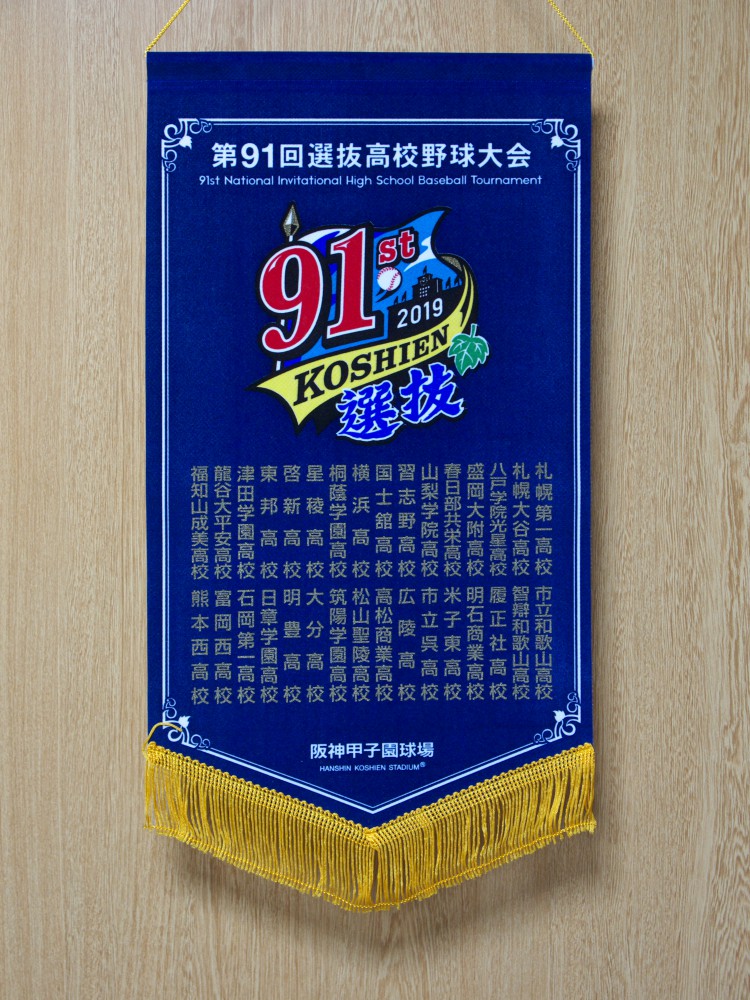 第91回選抜高校野球大会
91st National Invitational High School Baseball Tournament
91st
2019
KOSHIEN
選抜
札幌第一高校
札幌大谷高校
八戸学院光星高校
盛岡大附高校
春日部共栄高校
山梨学院高校
習志野高校
国士舘高校
横浜高校
桐蔭学園高校
星稜高校
啓新高校
東邦高校
津田学園高校
龍谷大平安高校
福知山成美高校
市立和歌山高校
智辯和歌山高校
履正社高校
明石商業高校
米子東高校
市立呉高校
広陵高校
高松商業高校
松山聖陵高校
筑陽学園高校
大分高校
明豊高校
日章学園高校
石岡第一高校
富岡西高校
熊本西高校
阪神甲子園球場
HANSHIN KOSHIEN STADIUM®